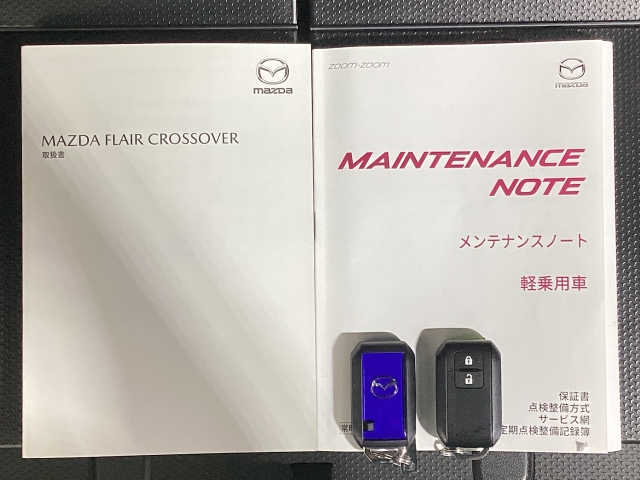 mazda
MAZDA FLAIR CROSSOVER
取扱書
zoom-zoom
mazda
MAINTENANCE
NOTE
メンテナンスノート
軽乗用車
保証書
点検整備方式
サービス網
定期点検整備記録簿